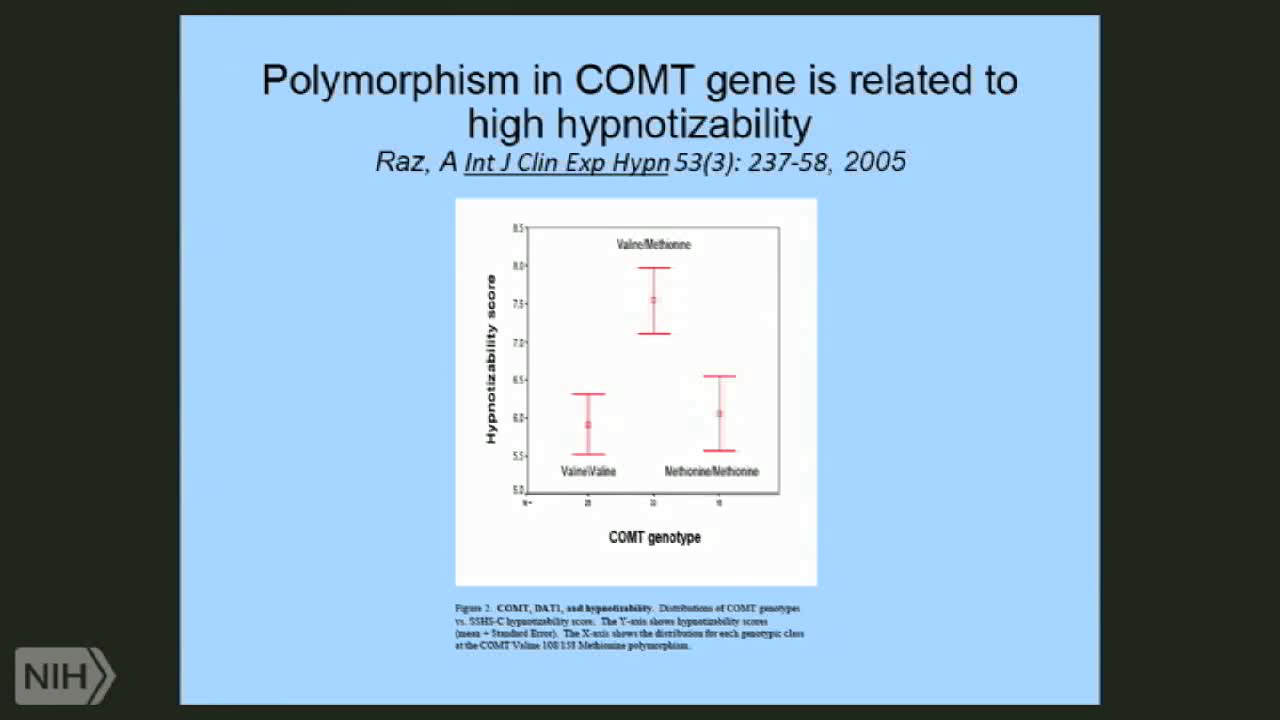 Polymorphism in COMT gene is related to
high hypnotizability
Raz, A Int J Clin Exp Hypn 53(3): 237-58, 2005
8.5
Valine/Methionine
8.0
7.5
7.0
6.5
6.0
5.5
5.0
Hypnotizability score
Valine\Valine
Methionine/Methionine
COMT genotype
Figure 2. COMT, DAT1, and hypnotizability. Distributions of COMT genotypes
vs. SSHS-C hypnotizability score. The Y-axis shows hypnotizability scores
(mean + Standard Error). The X-axis shows the distribution for each genotypic class
at the COMT Valine 108/158 Methionine polymorphism.
NIH